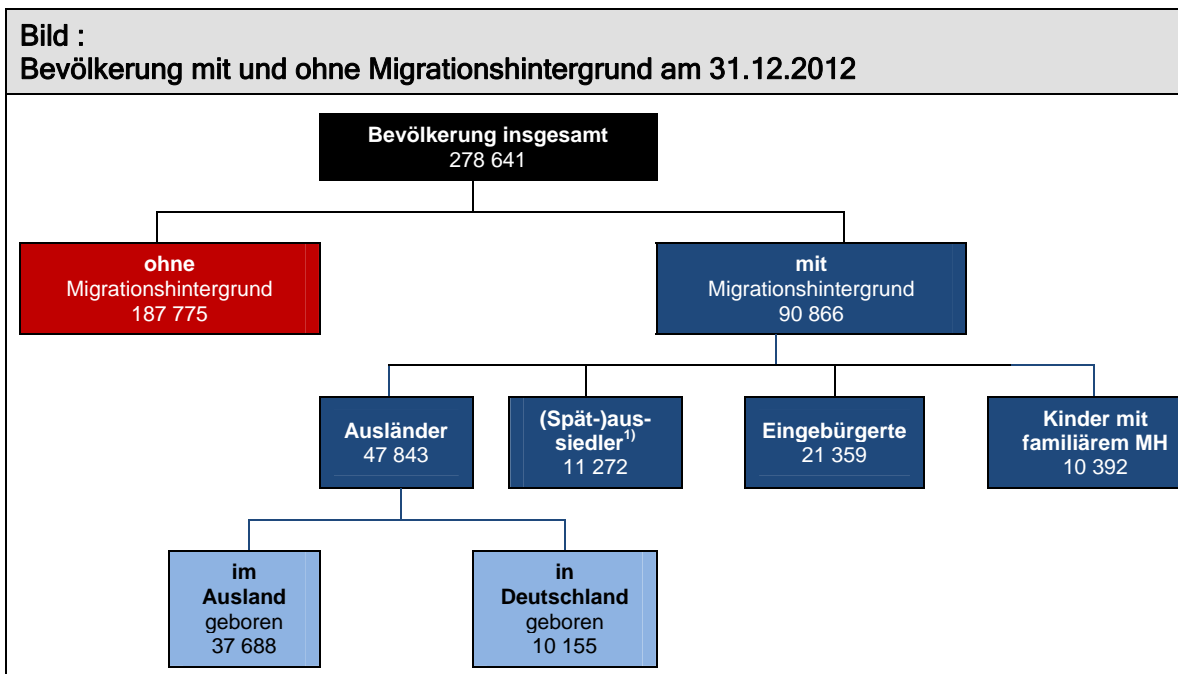 Bild :
Bevölkerung mit und ohne Migrationshintergrund am 31.12.2012
Bevölkerung insgesamt
278 641
ohne
Migrationshintergrund
187 775
mit
Migrationshintergrund
90 866
Ausländer
47 843
(Spät-)aus-
siedler1)
11 272
Eingebürgerte
21 359
Kinder mit
familiärem MH
10 392
im
Ausland
geboren
37 688
in
Deutschland
geboren
10 155